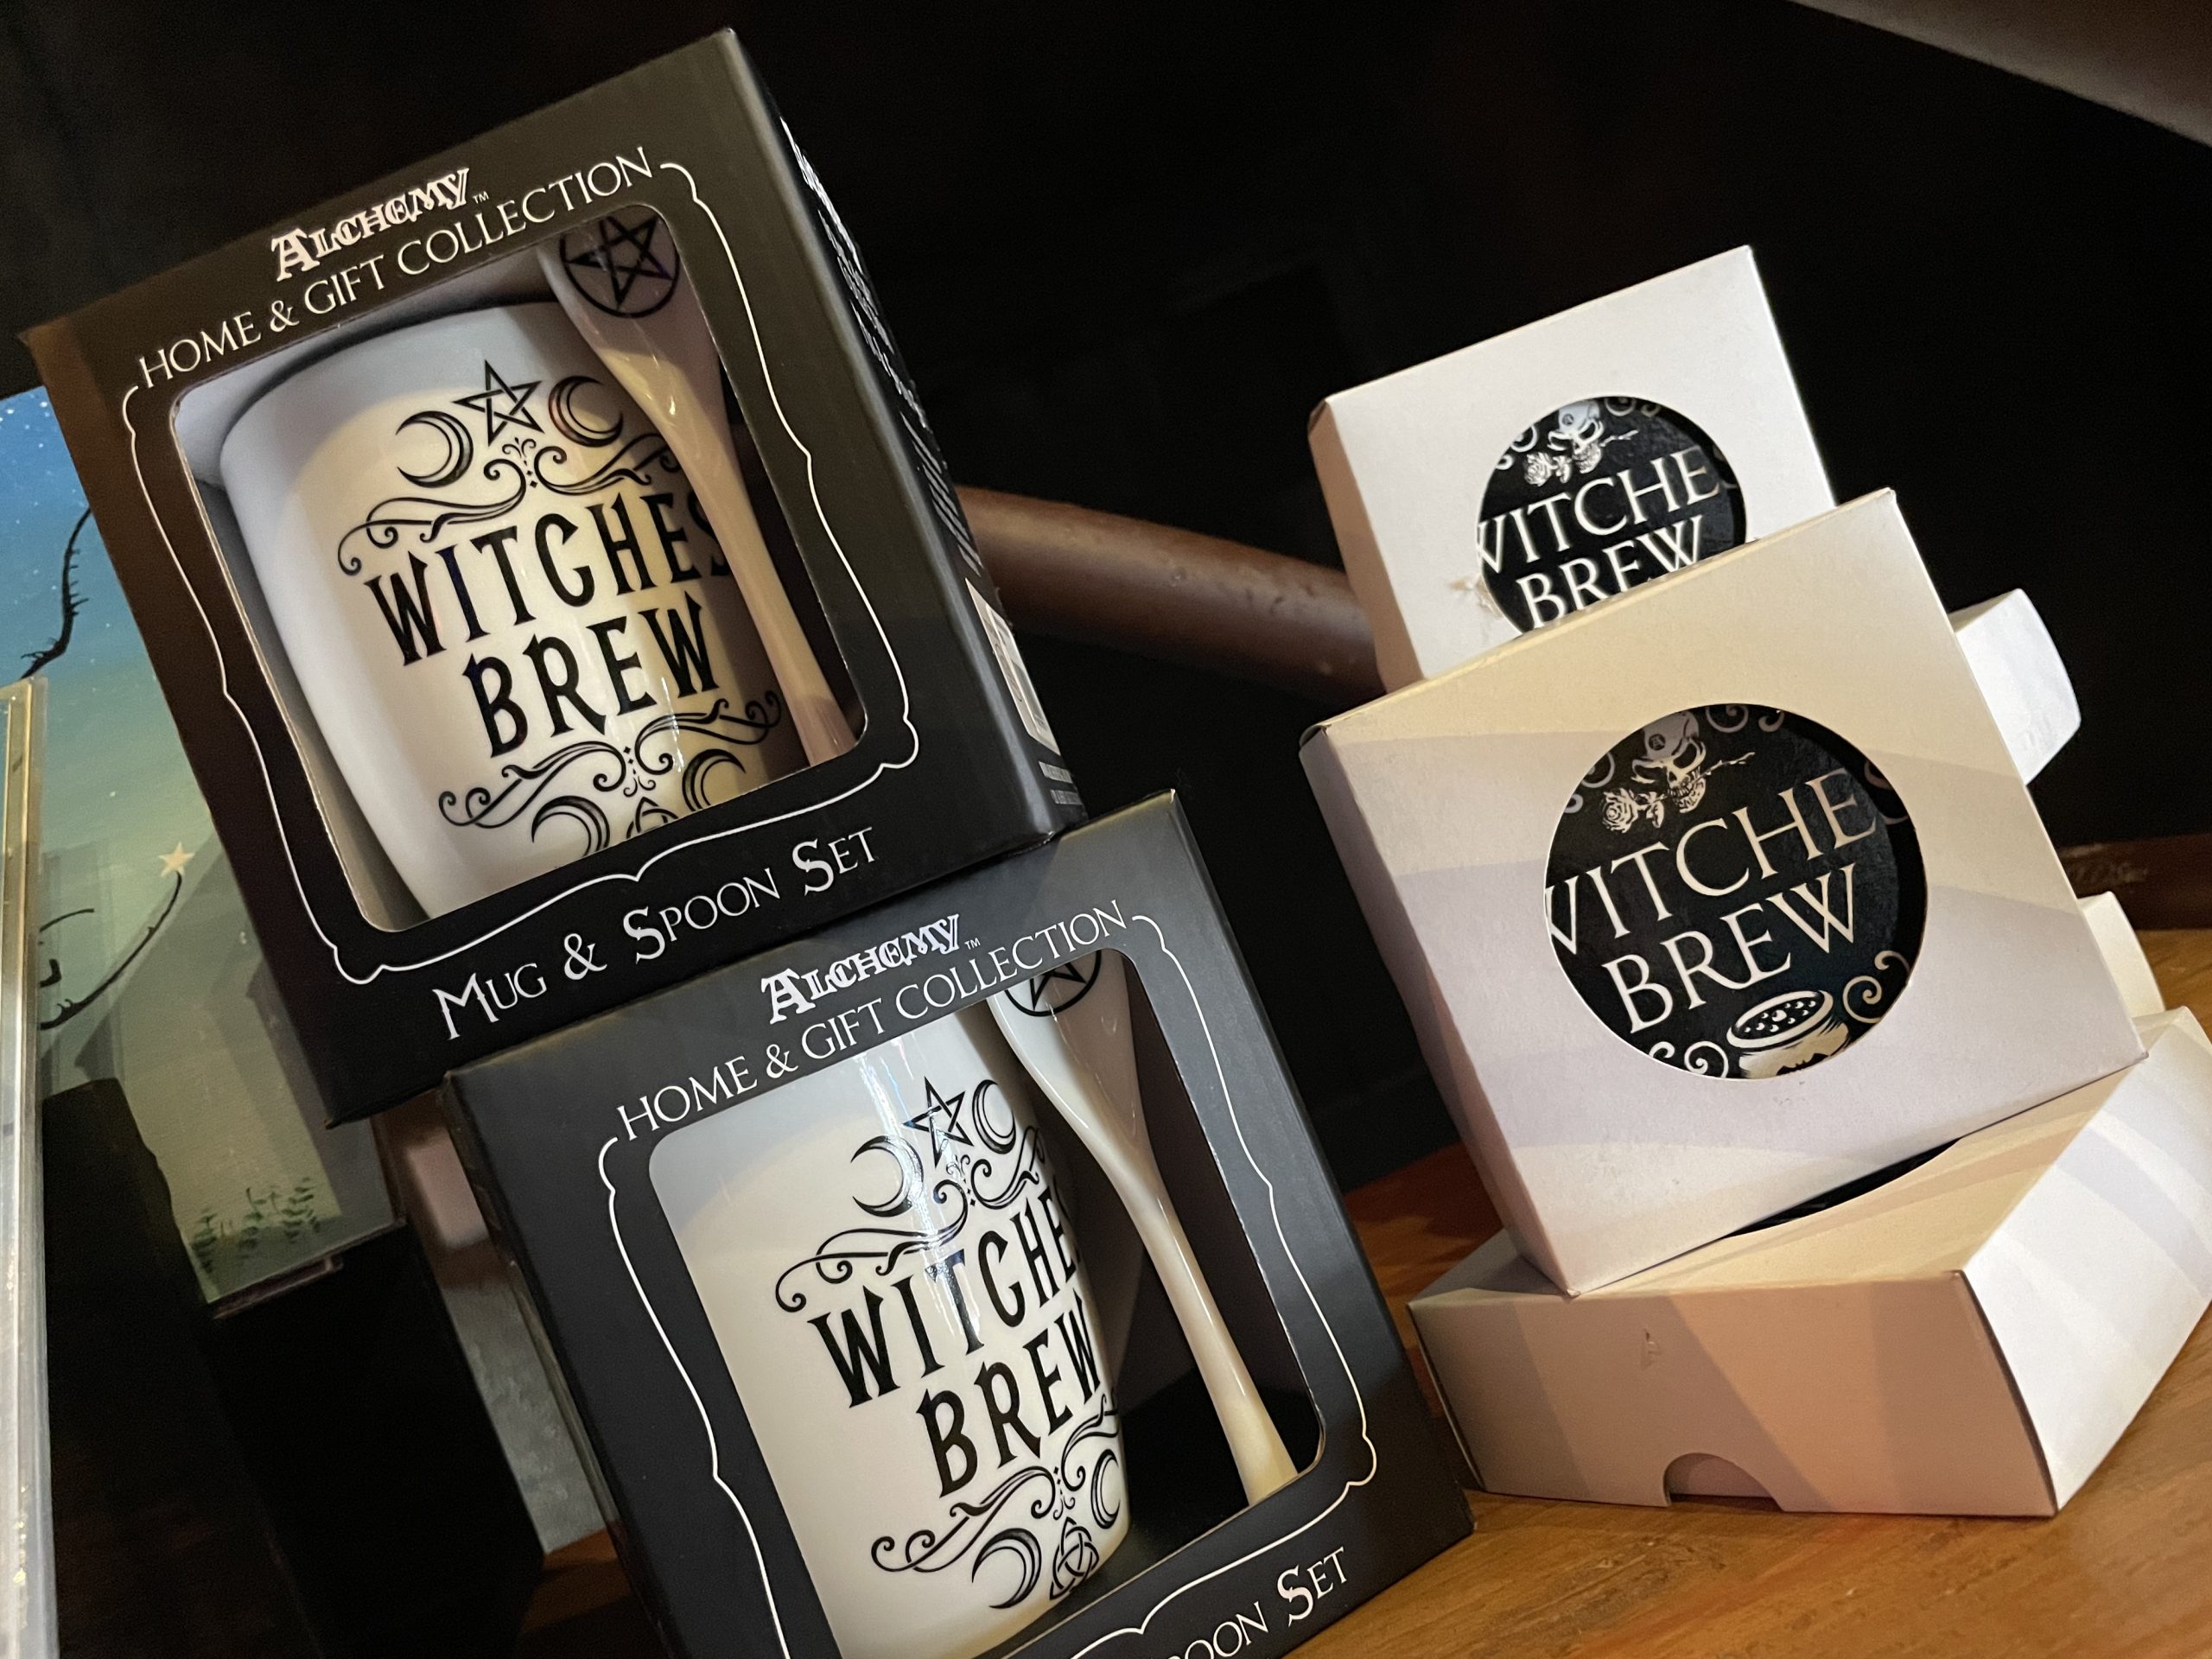 ALCHEMY™
HOME & GIFT COLLECTION
WITCHES
BREW
MUG & SPOON SET
ALCHEMY™
HOME & GIFT COLLECTION
WITCHE
BREW
SET
WITCHE
BREW
WITCHES
BREW